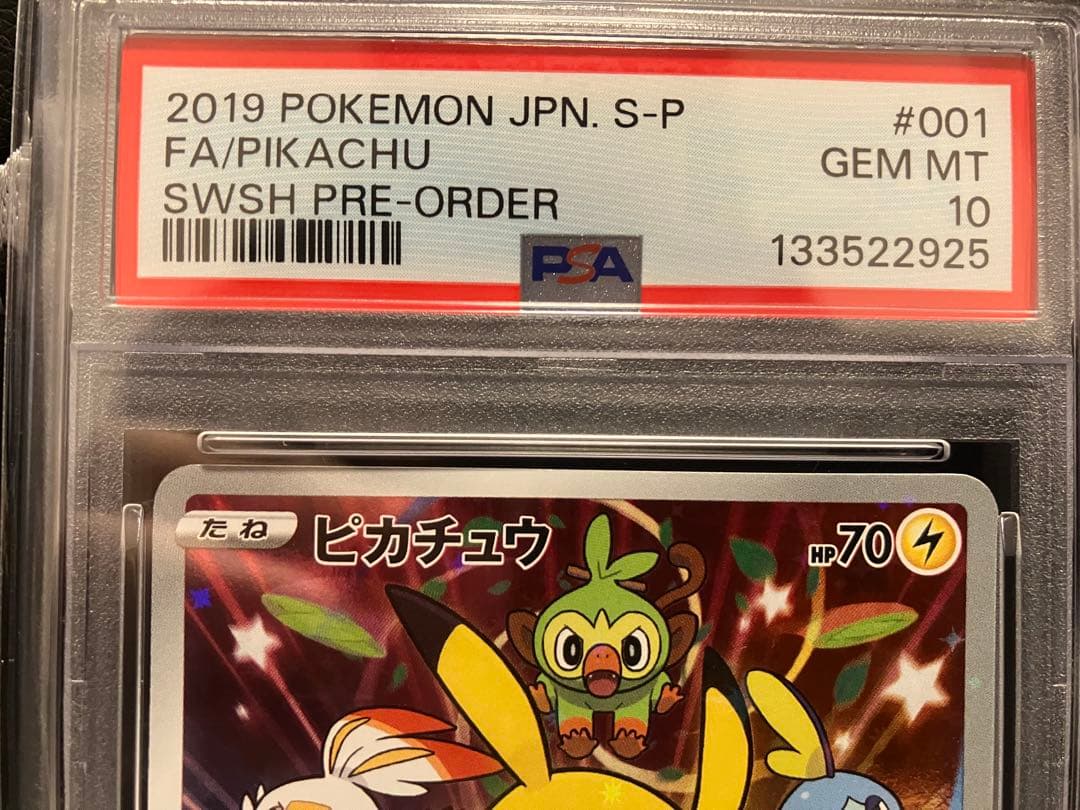 2019 POKEMON JPN. S-P #001
FA/PIKACHU GEM MT
SWSH PRE-ORDER 10
PSA 133522925
たね ピカチュウ HP70